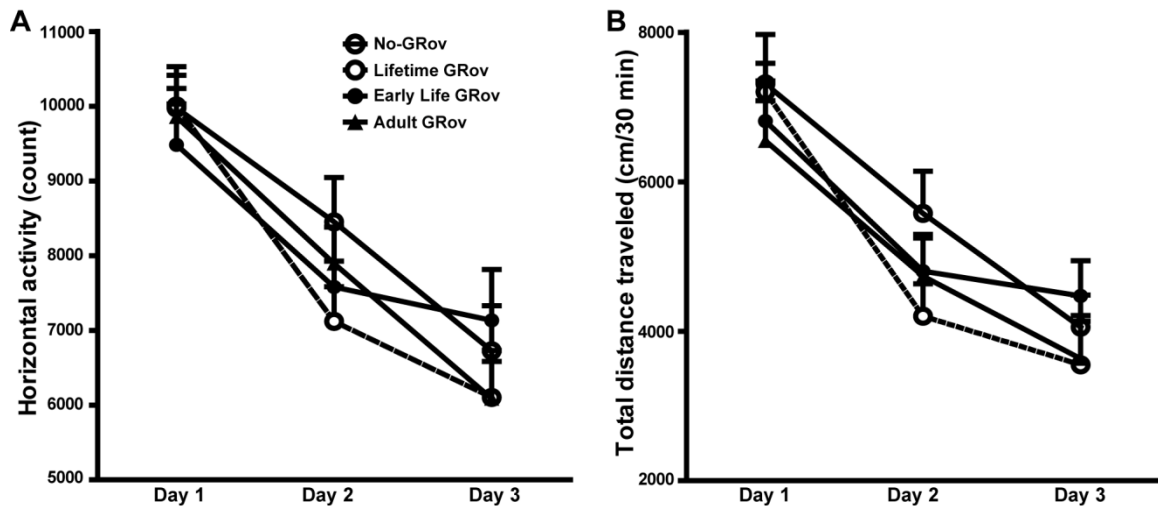 A
Horizontal activity (count)
11000
10000
9000
8000
7000
6000
5000
No-GRov
Lifetime GRov
Early Life GRov
Adult GRov
Day 1
Day 2
Day 3
B
Total distance traveled (cm/30 min)
8000
6000
4000
2000
Day 1
Day 2
Day 3